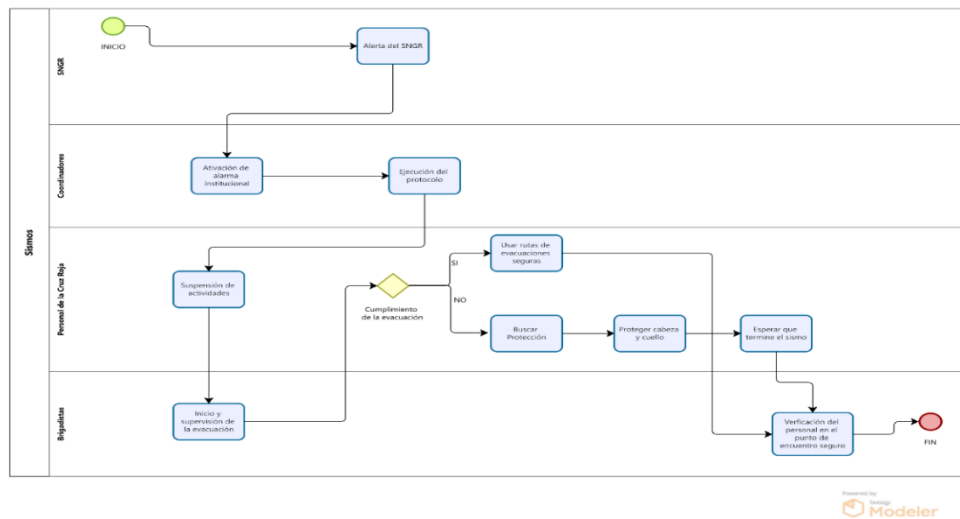 Sismos
SNGR
INICIO
Alerta del SNGR
Coordinadores
Ativación de
alarma
institucional
Ejecución del
protocolo
Personal de la Cruz Roja
Suspensión de
actividades
Cumplimiento
de la evacuación
SI
NO
Usar rutas de
evacuaciones
seguras
Buscar
Protección
Proteger cabeza
y cuello
Esperar que
termine el sismo
Brigadistas
Inicio y
supervisión de
la evacuación
Verficación del
personal en el
punto de
encuentro seguro
FIN
Powered by
bizagi
Modeler